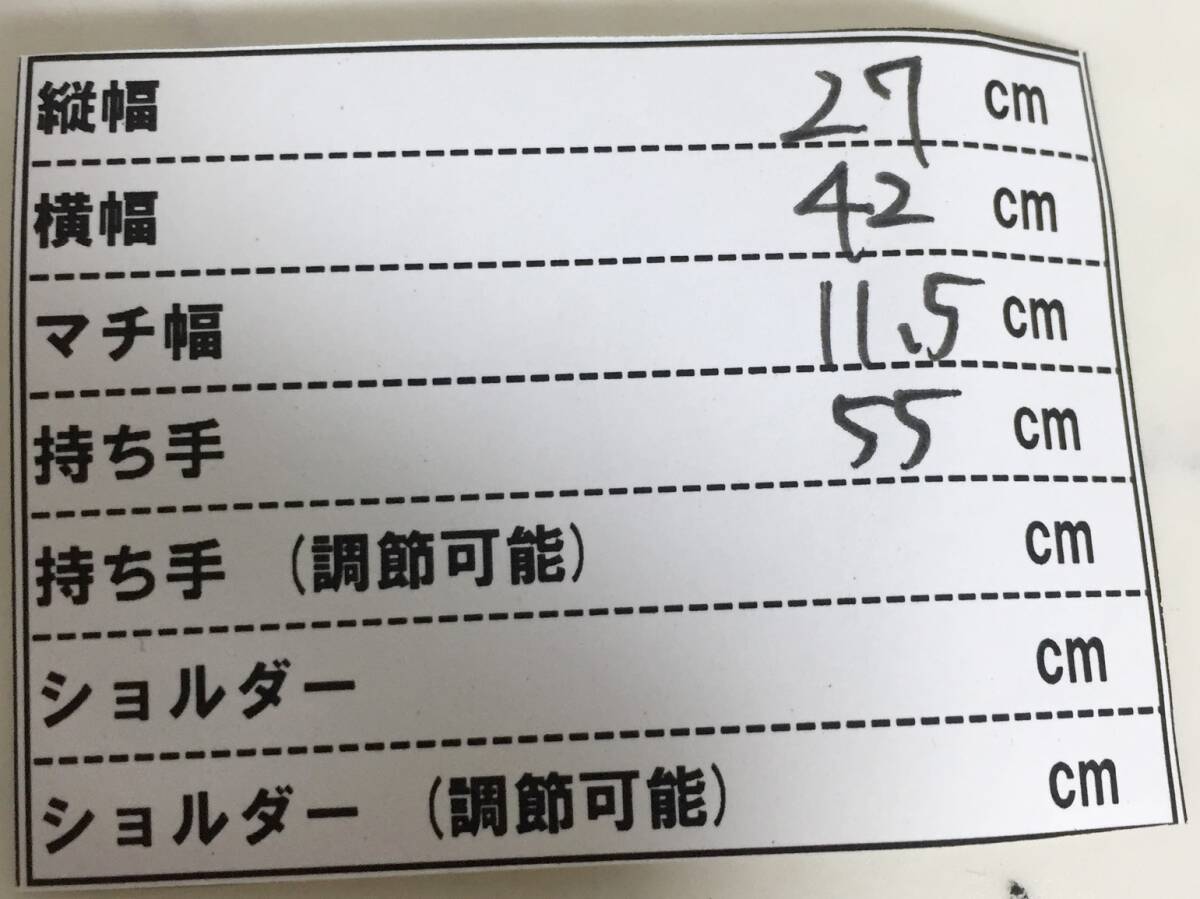 縦幅 27 cm
横幅 42 cm
マチ幅 11.5 cm
持ち手 55 cm
持ち手 (調節可能) cm
ショルダー cm
ショルダー (調節可能) cm